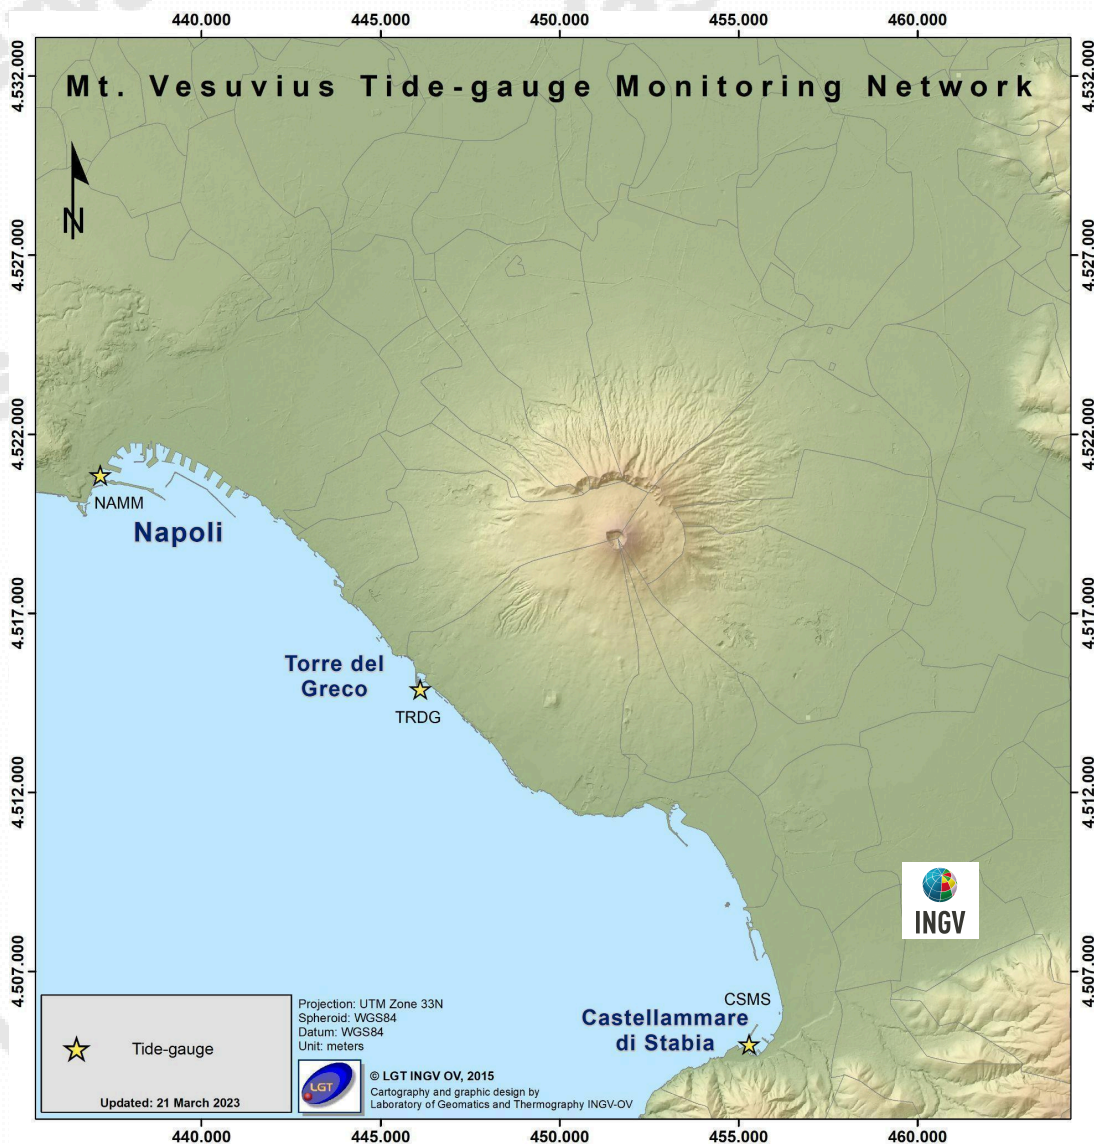 440.000 445.000 450.000 455.000 460.000
Mt. Vesuvius Tide-gauge Monitoring Network
4.532.000 4.532.000
N
4.527.000 4.527.000
4.522.000 4.522.000
NAMM
Napoli
4.517.000 4.517.000
Torre del
Greco
TRDG
4.512.000 4.512.000
INGV
4.507.000 4.507.000
CSMS
Castellammare
di Stabia
Tide-gauge
Updated: 21 March 2023
Projection: UTM Zone 33N
Spheroid: WGS84
Datum: WGS84
Unit: meters
LGT
© LGT INGV OV, 2015
Cartography and graphic design by
Laboratory of Geomatics and Thermography INGV-OV
440.000 445.000 450.000 455.000 460.000